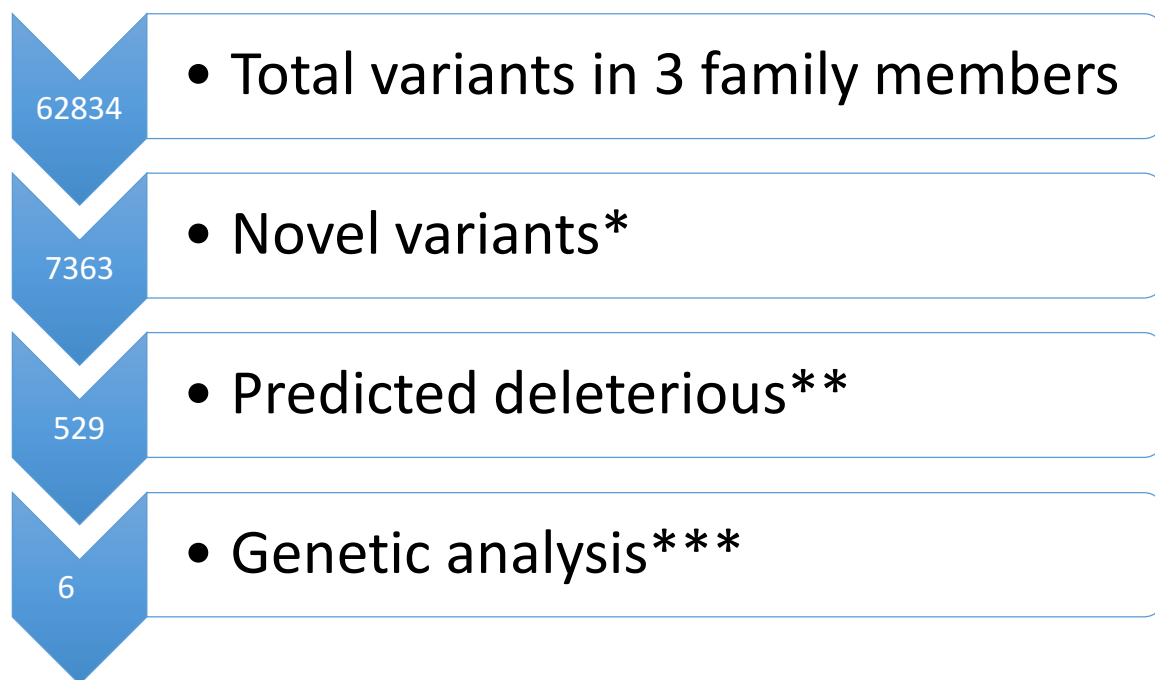 62834
• Total variants in 3 family members
7363
• Novel variants*
529
• Predicted deleterious**
6
• Genetic analysis***